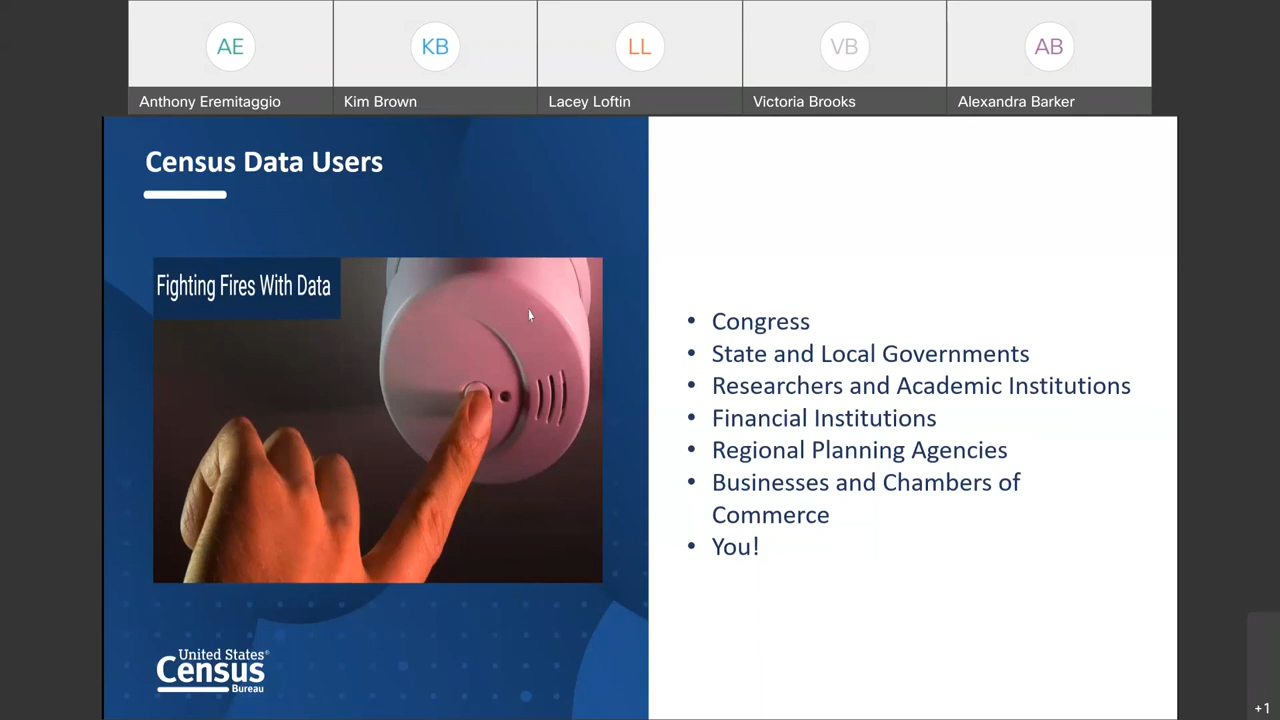 AE
KB
LL
VB
AB
Anthony Eremitaggio
Kim Brown
Lacey Loftin
Victoria Brooks
Alexandra Barker
Census Data Users
Fighting Fires With Data
• Congress
• State and Local Governments
• Researchers and Academic Institutions
• Financial Institutions
• Regional Planning Agencies
• Businesses and Chambers of
Commerce
• You!
United States®
Census
Bureau
+1